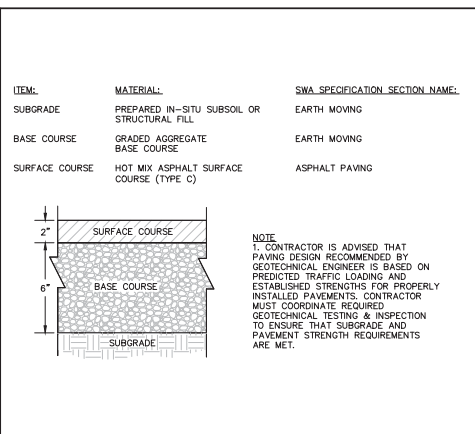 ITEM: MATERIAL: SWA SPECIFICATION SECTION NAME:
SUBGRADE PREPARED IN-SITU SUBSOIL OR EARTH MOVING
STRUCTURAL FILL
BASE COURSE GRADED AGGREGATE EARTH MOVING
BASE COURSE
SURFACE COURSE HOT MIX ASPHALT SURFACE ASPHALT PAVING
COURSE (TYPE C)
2" SURFACE COURSE
6" BASE COURSE
SUBGRADE
NOTE
1. CONTRACTOR IS ADVISED THAT
PAVING DESIGN RECOMMENDED BY
GEOTECHNICAL ENGINEER IS BASED ON
PREDICTED TRAFFIC LOADING AND
ESTABLISHED STRENGTHS FOR PROPERLY
INSTALLED PAVEMENTS. CONTRACTOR
MUST COORDINATE REQUIRED
GEOTECHNICAL TESTING & INSPECTION
TO ENSURE THAT SUBGRADE AND
PAVEMENT STRENGTH REQUIREMENTS
ARE MET.